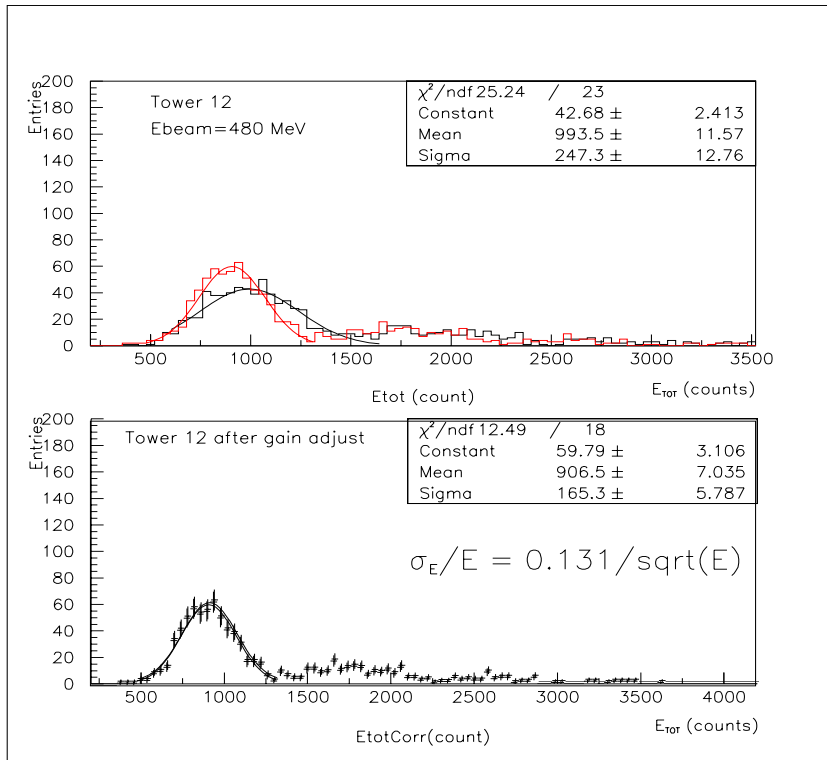 Entries
200
180
160
140
120
100
80
60
40
20
0
Tower 12
Ebeam=480 MeV
χ²/ndf 25.24 / 23
Constant 42.68 ± 2.413
Mean 993.5 ± 11.57
Sigma 247.3 ± 12.76
500 1000 1500 2000 2500 3000 3500
Etot (count)
E_TOT (counts)
Entries
200
180
160
140
120
100
80
60
40
20
0
Tower 12 after gain adjust
χ²/ndf 12.49 / 18
Constant 59.79 ± 3.106
Mean 906.5 ± 7.035
Sigma 165.3 ± 5.787
σ_E/E = 0.131/sqrt(E)
500 1000 1500 2000 2500 3000 3500 4000
EtotCorr(count)
E_TOT (counts)